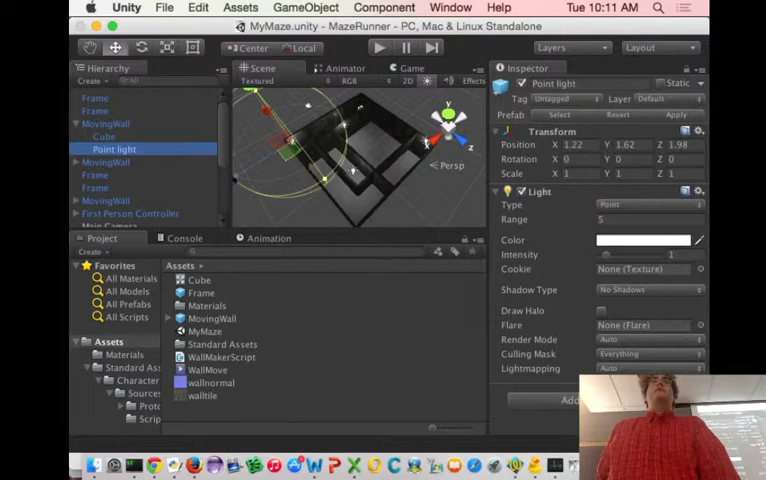 Unity File Edit Assets GameObject Component Window Help Tue 10:11 AM
MyMaze.unity - MazeRunner - PC, Mac & Linux Standalone
Center Local Layers Layout
Hierarchy
Create
Frame
Frame
MovingWall
Cube
Point light
MovingWall
Frame
Frame
MovingWall
First Person Controller
Main Camera
Scene Animator Game
Textured RGB 2D Effects
y
x
z
Persp
Project Console Animation
Create
Favorites
All Materials
All Models
All Prefabs
All Scripts
Assets
Materials
Standard Ass
Character
Sources
Proto
Scrip
Assets
Cube
Frame
Materials
MovingWall
MyMaze
Standard Assets
WallMakerScript
WallMove
wallnormal
walltile
Inspector
Point light Static
Tag Untagged Layer Default
Prefab Select Revert Apply
Transform
Position X 1.22 Y 1.62 Z 1.98
Rotation X 0 Y 0 Z 0
Scale X 1 Y 1 Z 1
Light
Type Point
Range 5
Color
Intensity 1
Cookie None (Texture)
Shadow Type No Shadows
Draw Halo
Flare None (Flare)
Render Mode Auto
Culling Mask Everything
Lightmapping Auto
Add